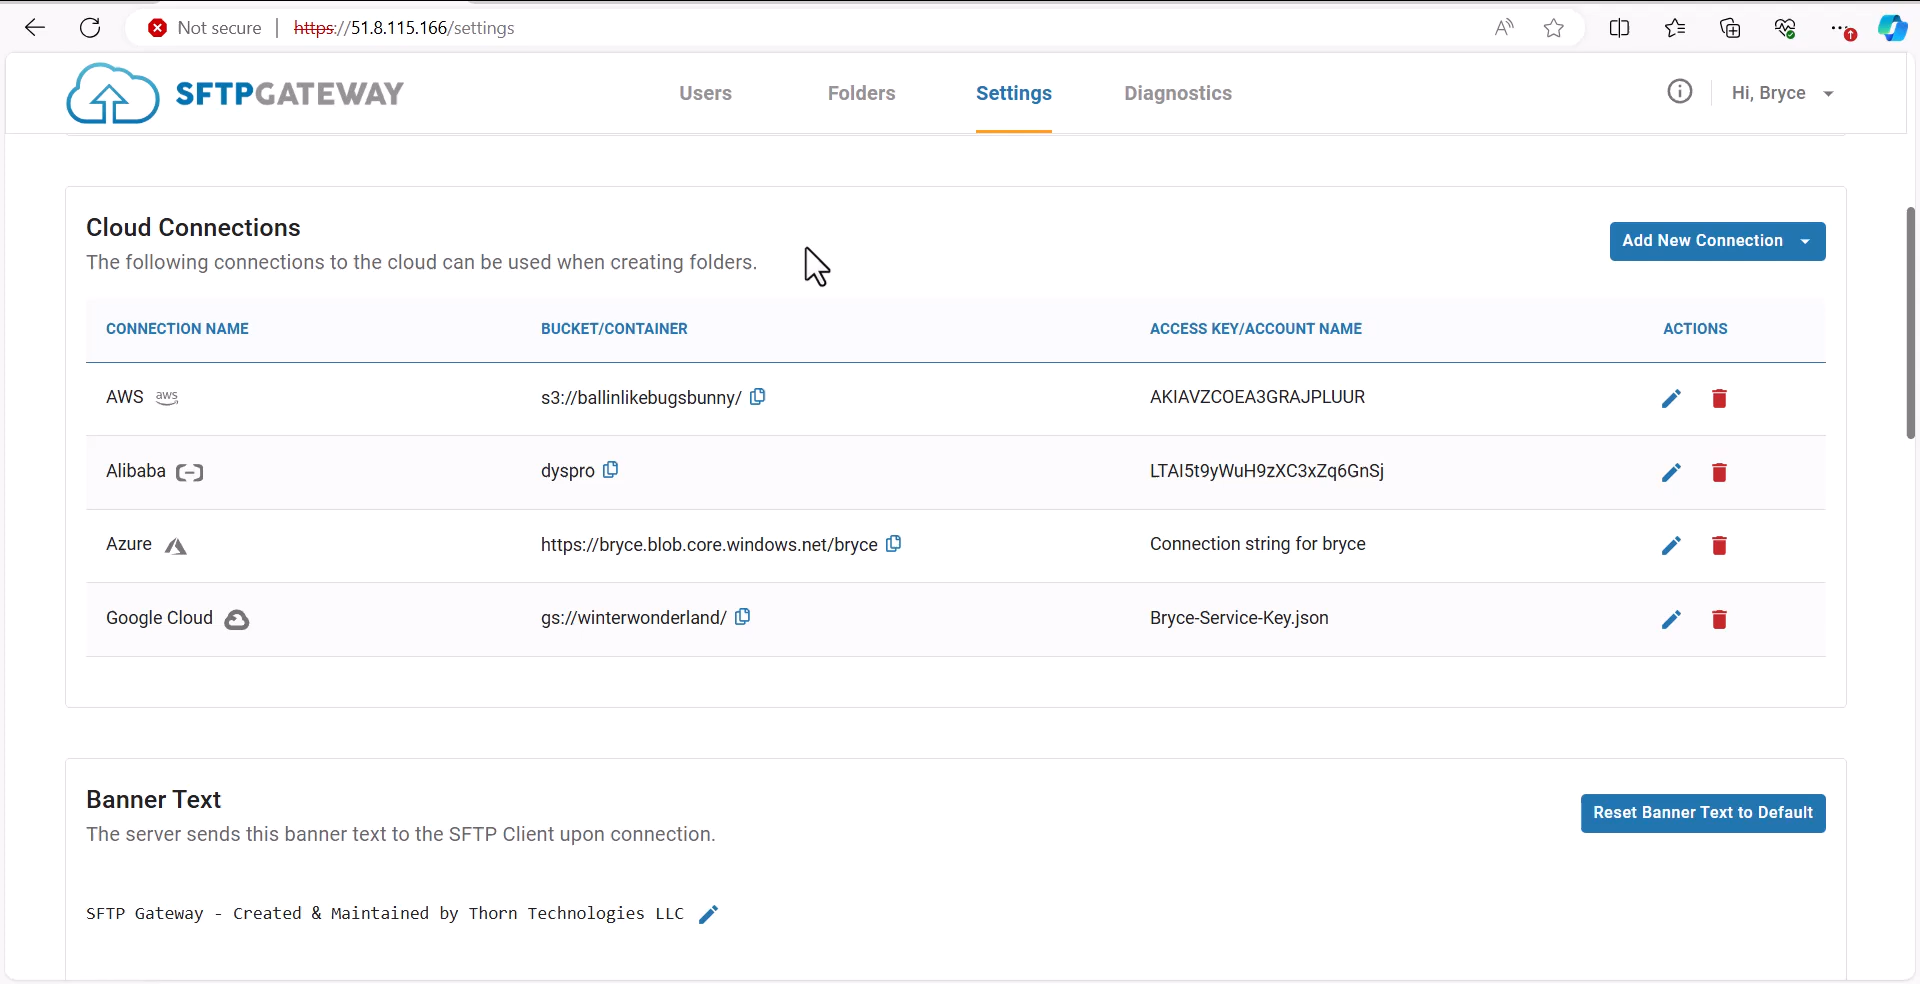 Not secure | https://51.8.115.166/settings
SFTPGATEWAY
Users
Folders
Settings
Diagnostics
Hi, Bryce
Cloud Connections
The following connections to the cloud can be used when creating folders.
Add New Connection
CONNECTION NAME BUCKET/CONTAINER ACCESS KEY/ACCOUNT NAME ACTIONS
AWS aws s3://ballinlikebugsbunny/ AKIAVZCOEA3GRAJPLUUR
Alibaba dyspro LTAI5t9yWuH9zXC3xZq6GnSj
Azure https://bryce.blob.core.windows.net/bryce Connection string for bryce
Google Cloud gs://winterwonderland/ Bryce-Service-Key.json
Banner Text
The server sends this banner text to the SFTP Client upon connection.
Reset Banner Text to Default
SFTP Gateway - Created & Maintained by Thorn Technologies LLC